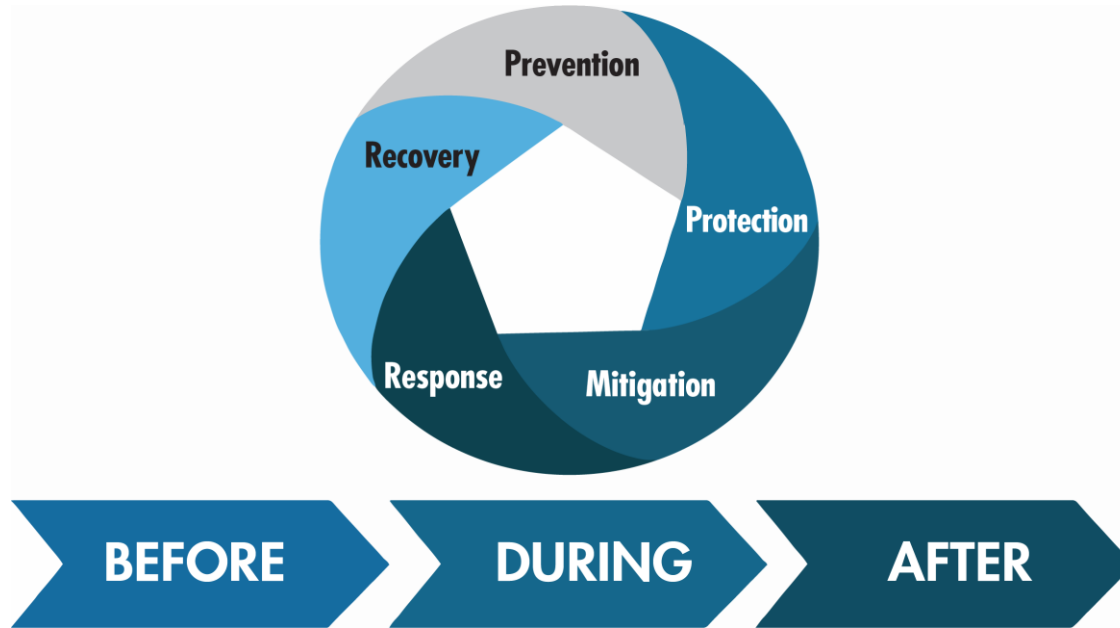 Prevention
Recovery
Protection
Response
Mitigation
BEFORE
DURING
AFTER